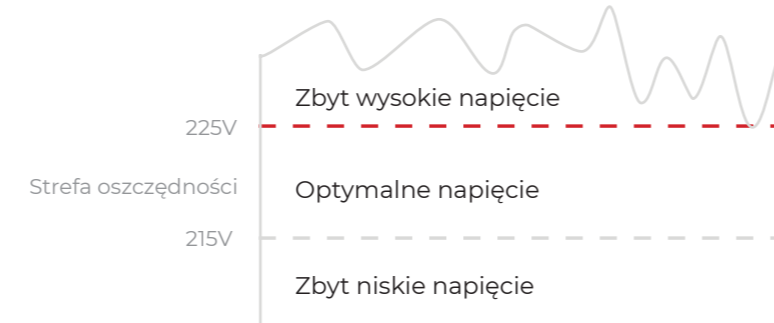 Zbyt wysokie napięcie
225V
Strefa oszczędności
Optymalne napięcie
215V
Zbyt niskie napięcie